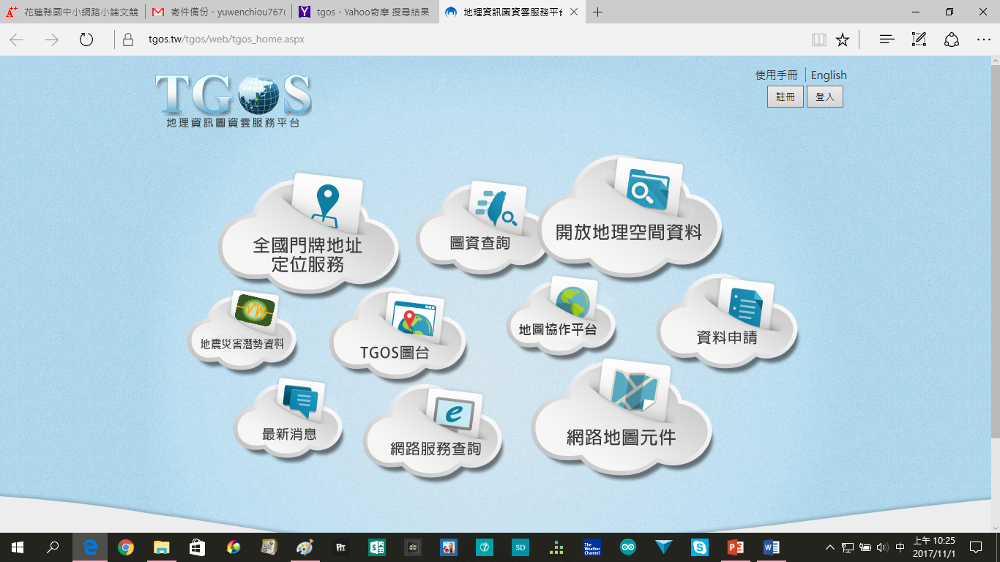 花蓮縣國中小網路小論文競
寄件備份 - yuwenchiou767
tgos - Yahoo奇摩 搜尋結果
地理資訊圖資雲服務平台
tgos.tw/tgos/web/tgos_home.aspx
使用手冊 English
註冊 登入
TGOS
地理資訊圖資雲服務平台
全國門牌地址
定位服務
圖資查詢
開放地理空間資料
地震災害潛勢資料
TGOS圖台
地圖協作平台
資料申請
最新消息
網路服務查詢
網路地圖元件
中
上午 10:25
2017/11/1
The Weather Channel
SD